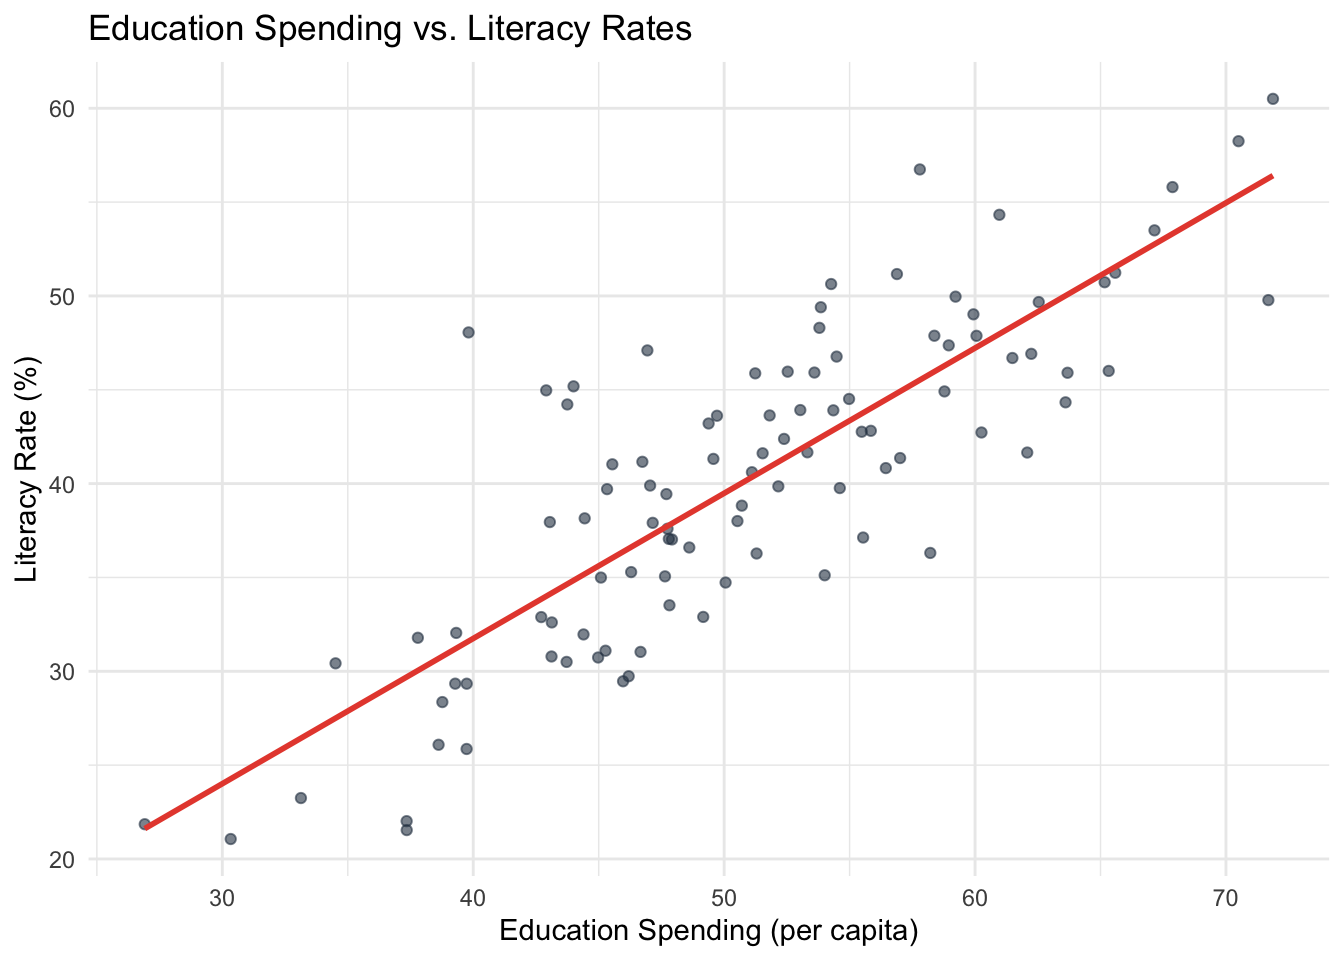 Education Spending vs. Literacy Rates
60
50
40
30
20
Literacy Rate (%)
30 40 50 60 70
Education Spending (per capita)